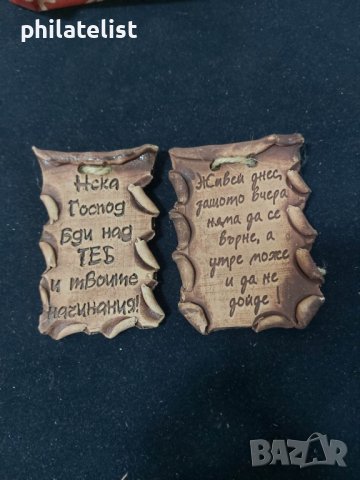 philatelist
Нека
Господ
бди над
ТЕБ
и твоите
начинания!
Живей днес,
защото вчера
няма да се
върне, а
утре може
и да не
дойде!
BAZAR